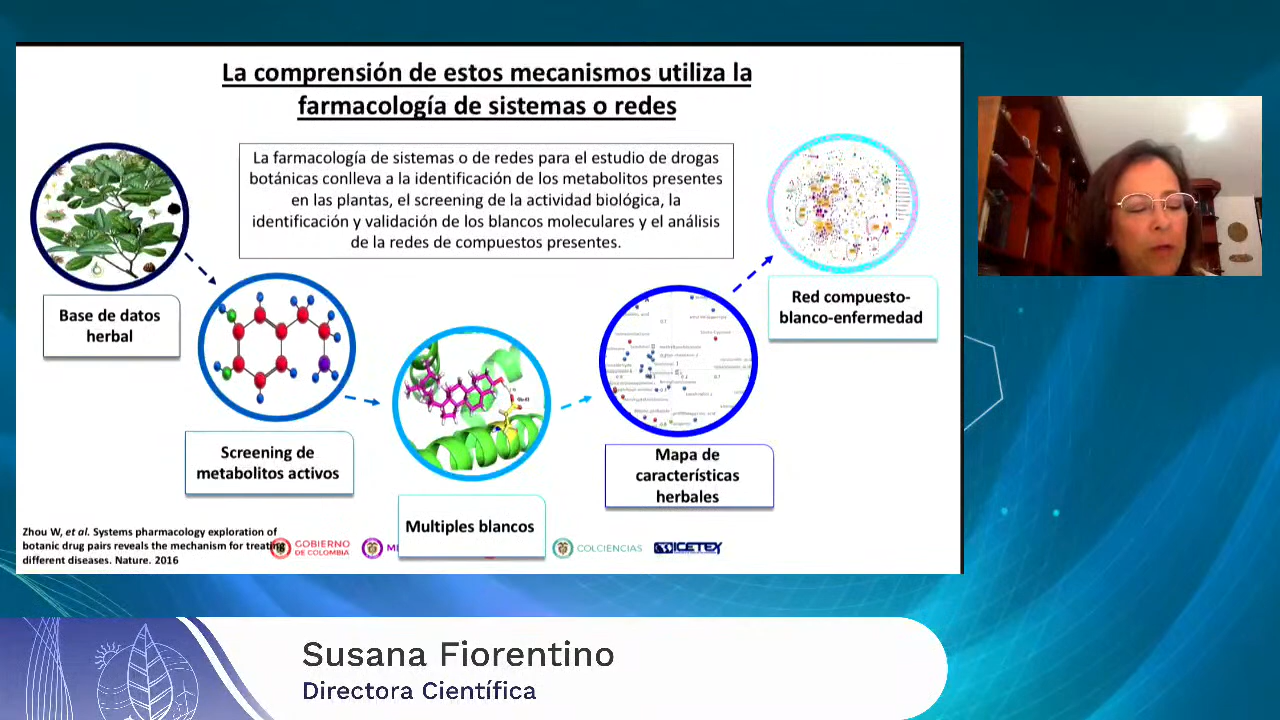 La comprensión de estos mecanismos utiliza la
farmacología de sistemas o redes
La farmacología de sistemas o de redes para el estudio de drogas
botánicas conlleva a la identificación de los metabolitos presentes
en las plantas, el screening de la actividad biológica, la
identificación y validación de los blancos moleculares y el análisis
de la redes de compuestos presentes.
Base de datos
herbal
Screening de
metabolitos activos
Multiples blancos
Mapa de
características
herbales
Red compuesto-
blanco-enfermedad
Zhou W, et al. Systems pharmacology exploration of
botanic drug pairs reveals the mechanism for treating
different diseases. Nature. 2016
GOBIERNO
DE COLOMBIA
COLCIENCIAS
ICETEX
Susana Fiorentino
Directora Científica